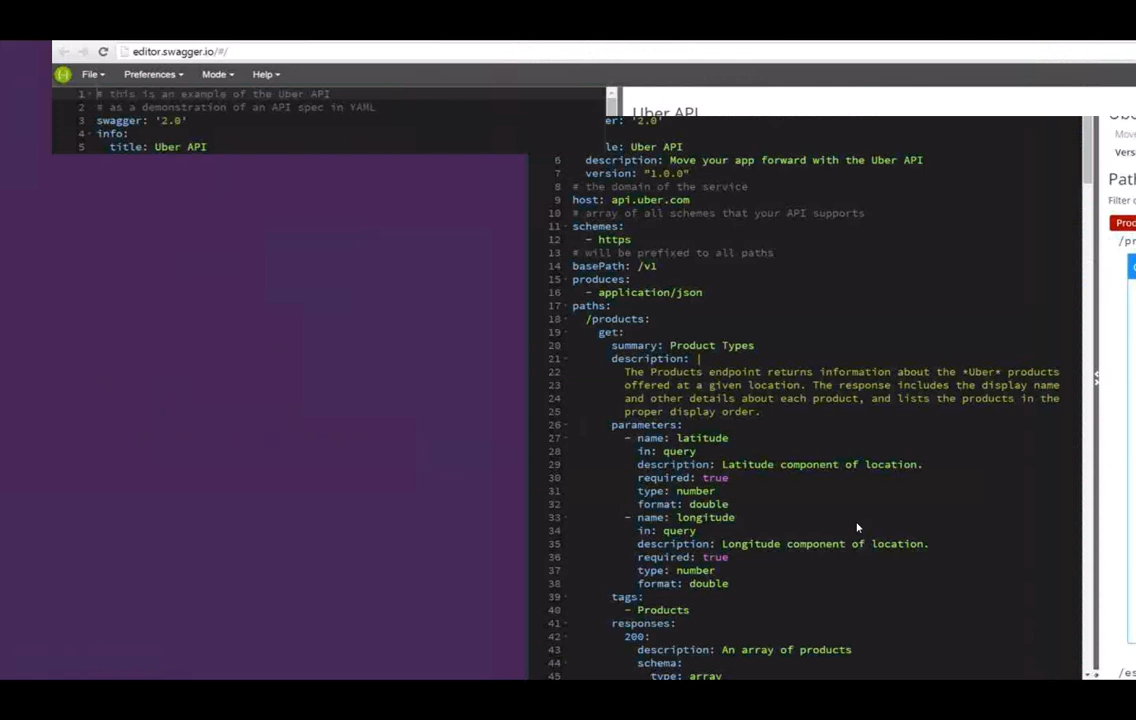 editor.swagger.io/#/
File Preferences Mode Help
1 # this is an example of the Uber API
2 # as a demonstration of an API spec in YAML
3 swagger: '2.0'
4 info:
5 title: Uber API
Uber API
er: '2.0'
le: Uber API
6 description: Move your app forward with the Uber API
7 version: "1.0.0"
8 # the domain of the service
9 host: api.uber.com
10 # array of all schemes that your API supports
11 schemes:
12 - https
13 # will be prefixed to all paths
14 basePath: /v1
15 produces:
16 - application/json
17 paths:
18 /products:
19 get:
20 summary: Product Types
21 description: |
22 The Products endpoint returns information about the *Uber* products
23 offered at a given location. The response includes the display name
24 and other details about each product, and lists the products in the
25 proper display order.
26 parameters:
27 - name: latitude
28 in: query
29 description: Latitude component of location.
30 required: true
31 type: number
32 format: double
33 - name: longitude
34 in: query
35 description: Longitude component of location.
36 required: true
37 type: number
38 format: double
39 tags:
40 - Products
41 responses:
42 200:
43 description: An array of products
44 schema:
45 type: array
Move
Vers
Path
Filter
Prod
/pr
/es